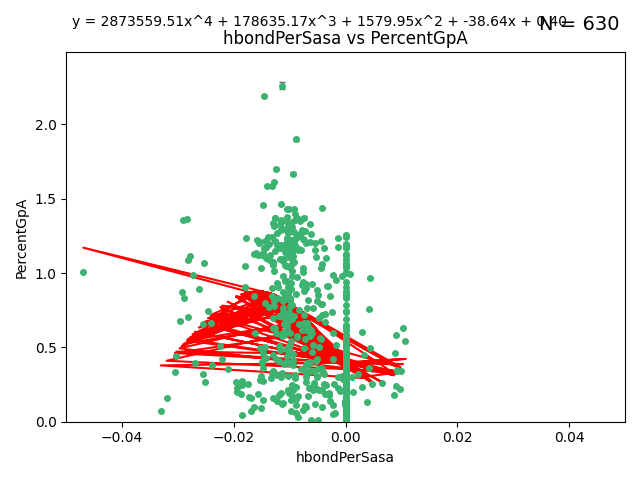 y = 2873559.51x^4 + 178635.17x^3 + 1579.95x^2 + -38.64x + 0.40
N = 630
hbondPerSasa vs PercentGpA
2.0
1.5
1.0
0.5
0.0
PercentGpA
−0.04 −0.02 0.00 0.02 0.04
hbondPerSasa